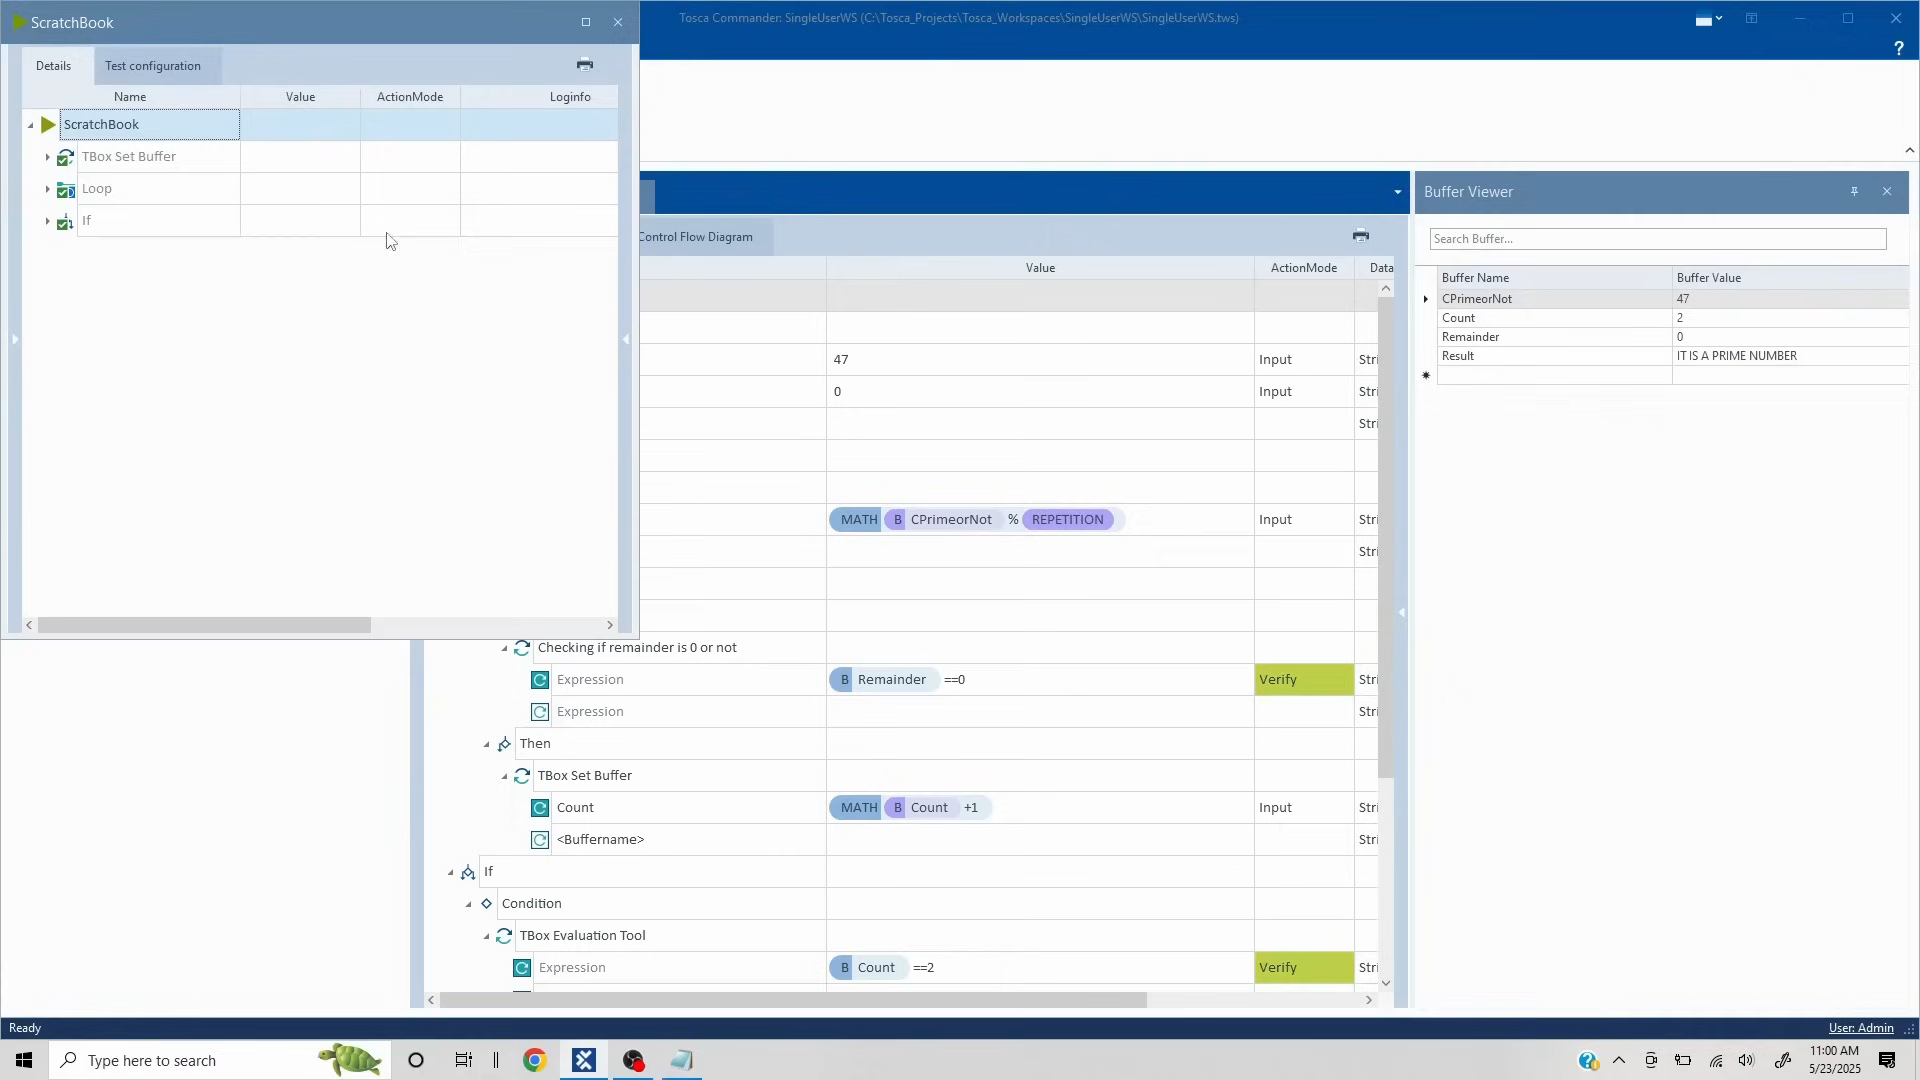 ScratchBook
Tosca Commander: SingleUserWS (C:\Tosca_Projects\Tosca_Workspaces\SingleUserWS\SingleUserWS.tws)
?
Details
Test configuration
Name
Value
ActionMode
Loginfo
ScratchBook
TBox Set Buffer
Loop
If
Control Flow Diagram
Value
ActionMode
Data
47
Input
Stri
0
Input
Stri
Stri
MATH B CPrimeorNot % REPETITION
Input
Stri
Stri
Checking if remainder is 0 or not
Expression
B Remainder ==0
Verify
Stri
Expression
Stri
Then
TBox Set Buffer
Count
MATH B Count +1
Input
Stri
<Buffername>
Stri
If
Condition
TBox Evaluation Tool
Expression
B Count ==2
Verify
Stri
Buffer Viewer
Search Buffer...
Buffer Name
Buffer Value
CPrimeorNot
47
Count
2
Remainder
0
Result
IT IS A PRIME NUMBER
Ready
User: Admin
Type here to search
11:00 AM
5/23/2025